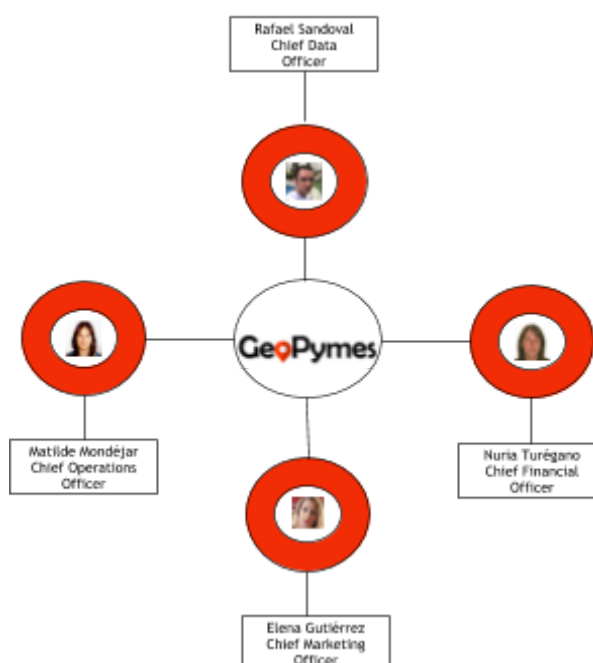 Rafael Sandoval
Chief Data
Officer
GeoPymes
Matilde Mondéjar
Chief Operations
Officer
Nuria Turégano
Chief Financial
Officer
Elena Gutiérrez
Chief Marketing
Officer